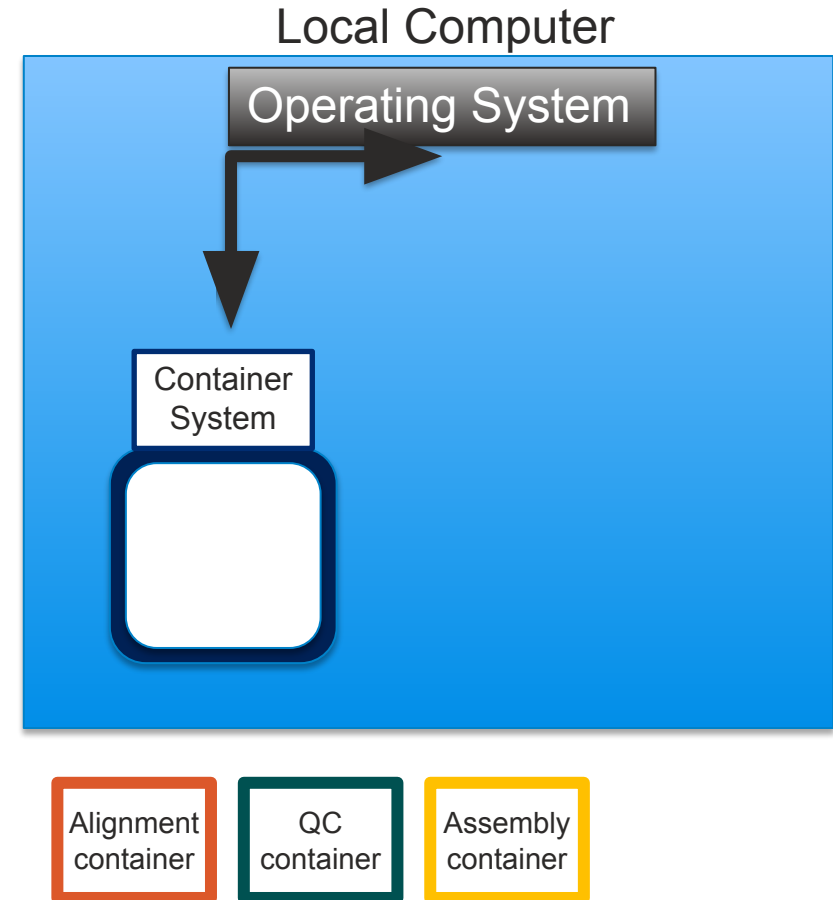 Local Computer
Operating System
Container
System
Alignment
container
QC
container
Assembly
container